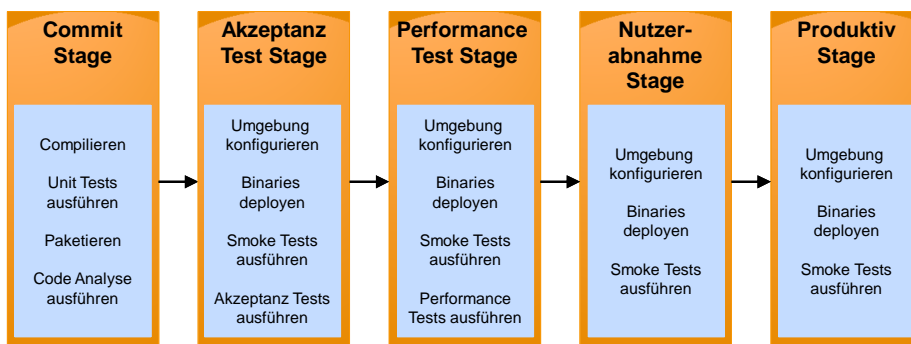 Commit
Stage
Compilieren
Unit Tests
ausführen
Paketieren
Code Analyse
ausführen
Akzeptanz
Test Stage
Umgebung
konfigurieren
Binaries
deployen
Smoke Tests
ausführen
Akzeptanz Tests
ausführen
Performance
Test Stage
Umgebung
konfigurieren
Binaries
deployen
Smoke Tests
ausführen
Performance
Tests ausführen
Nutzer-
abnahme
Stage
Umgebung
konfigurieren
Binaries
deployen
Smoke Tests
ausführen
Produktiv
Stage
Umgebung
konfigurieren
Binaries
deployen
Smoke Tests
ausführen